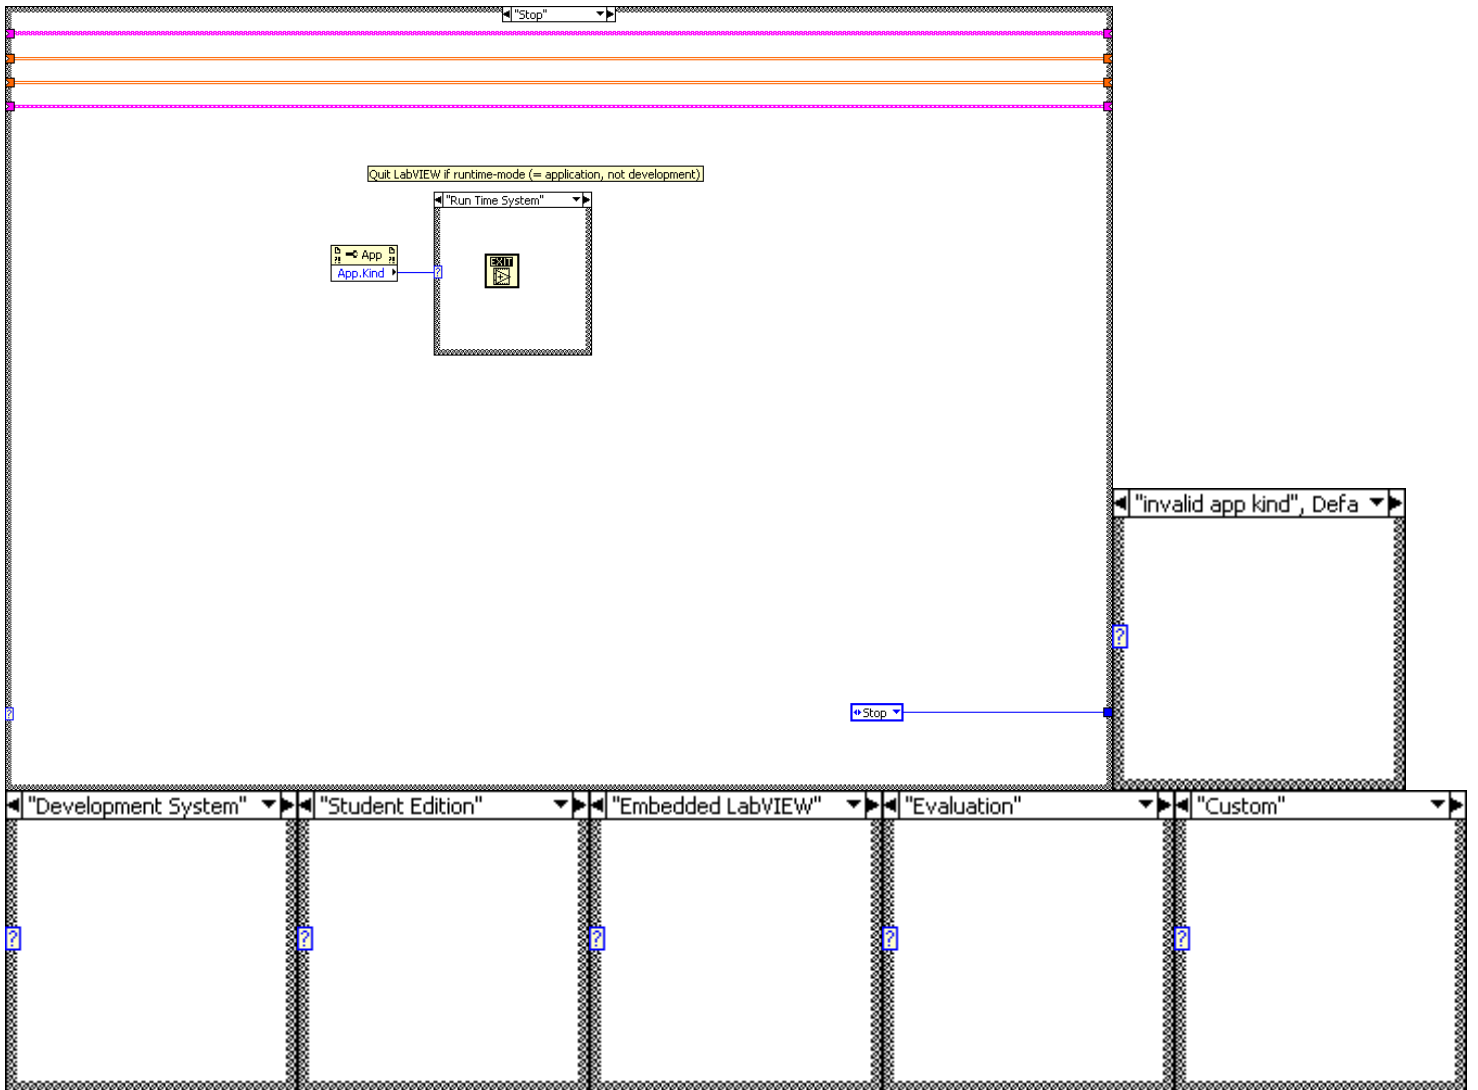 "Stop"
Quit LabVIEW if runtime-mode (= application, not development)
"Run Time System"
App
App.Kind
?
EXIT
"invalid app kind", Defa
?
?
Stop
"Development System"
"Student Edition"
"Embedded LabVIEW"
"Evaluation"
"Custom"
?
?
?
?
?